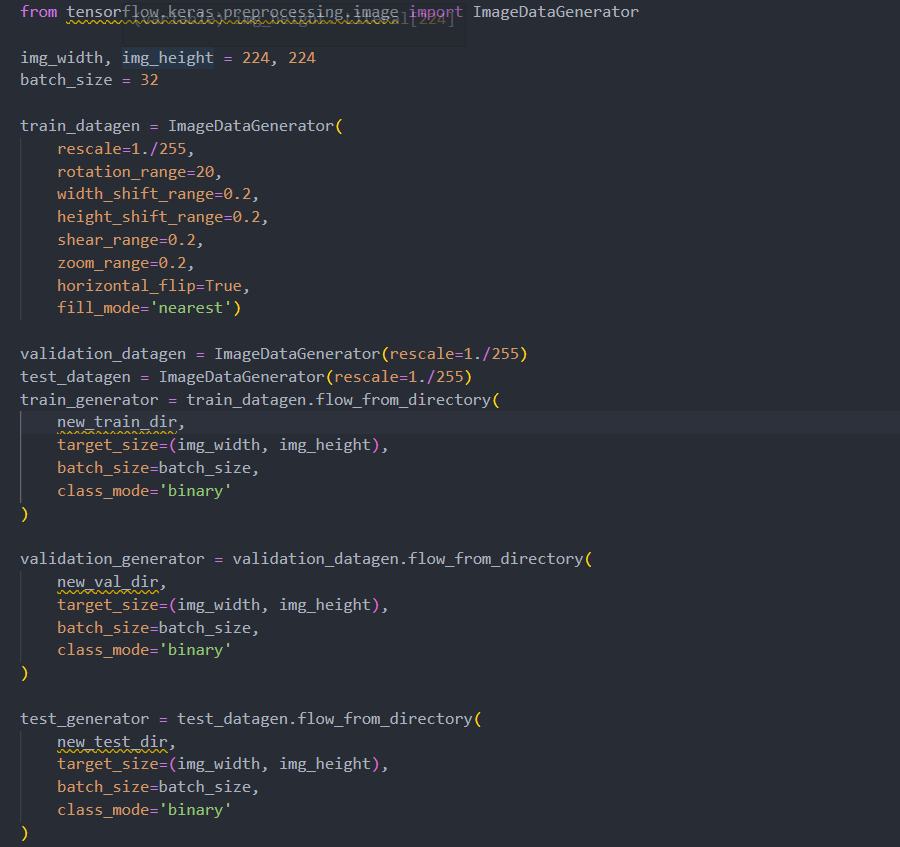 from tensorflow.keras.preprocessing.image import ImageDataGenerator
img_width, img_height = 224, 224
batch_size = 32
train_datagen = ImageDataGenerator(
    rescale=1./255,
    rotation_range=20,
    width_shift_range=0.2,
    height_shift_range=0.2,
    shear_range=0.2,
    zoom_range=0.2,
    horizontal_flip=True,
    fill_mode='nearest')
validation_datagen = ImageDataGenerator(rescale=1./255)
test_datagen = ImageDataGenerator(rescale=1./255)
train_generator = train_datagen.flow_from_directory(
    new_train_dir,
    target_size=(img_width, img_height),
    batch_size=batch_size,
    class_mode='binary'
)
validation_generator = validation_datagen.flow_from_directory(
    new_val_dir,
    target_size=(img_width, img_height),
    batch_size=batch_size,
    class_mode='binary'
)
test_generator = test_datagen.flow_from_directory(
    new_test_dir,
    target_size=(img_width, img_height),
    batch_size=batch_size,
    class_mode='binary'
)